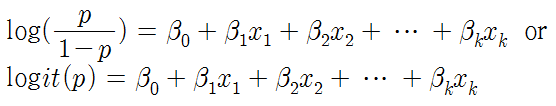 log(p/(1−p)) = β₀ + β₁x₁ + β₂x₂ + ⋯ + βₖxₖ or
logit(p) = β₀ + β₁x₁ + β₂x₂ + ⋯ + βₖxₖ